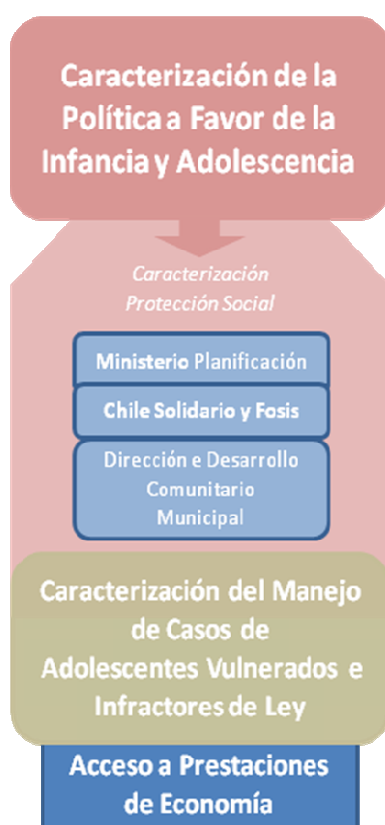 Caracterización de la
Política a Favor de la
Infancia y Adolescencia
Caracterización
Protección Social
Ministerio Planificación
Chile Solidario y Fosis
Dirección e Desarrollo
Comunitario
Municipal
Caracterización del Manejo
de Casos de
Adolescentes Vulnerados e
Infractores de Ley
Acceso a Prestaciones
de Economía